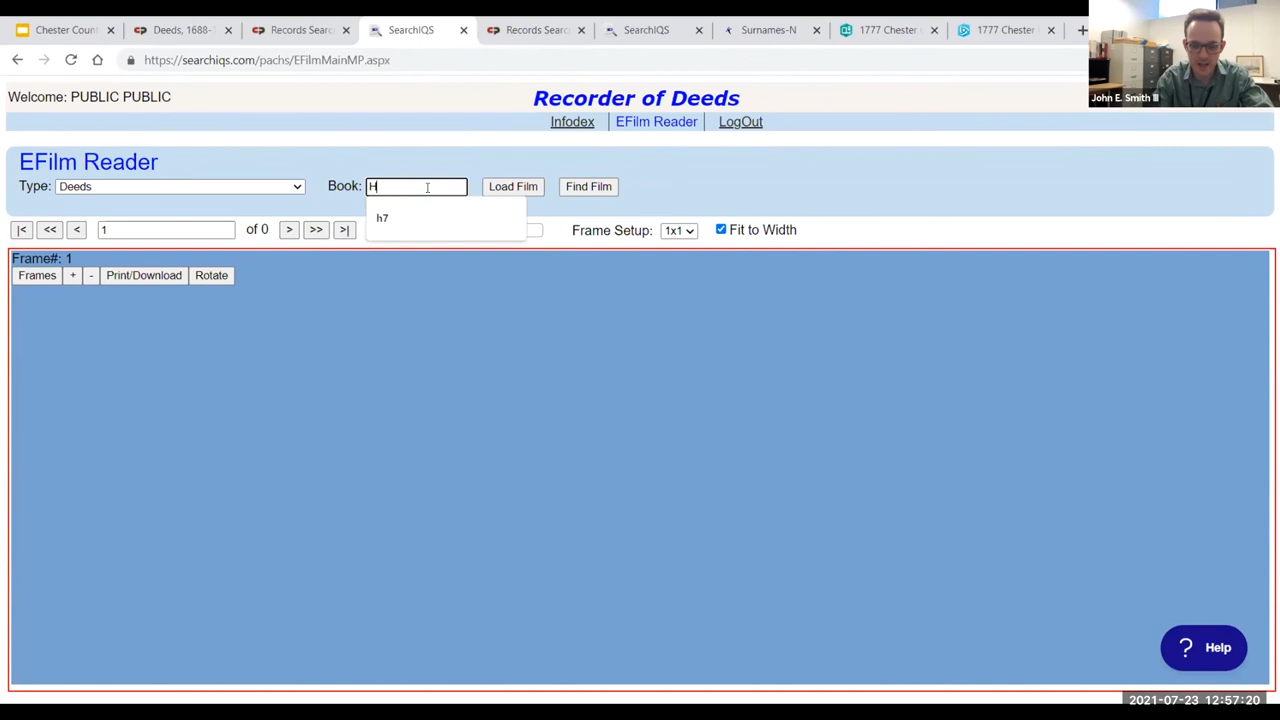 Chester Coun
Deeds, 1688-
Records Sear
SearchIQS
Records Sear
SearchIQS
Surnames-N
1777 Chester
1777 Chester
https://searchiqs.com/pachs/EFilmMainMP.aspx
John E. Smith III
Welcome: PUBLIC PUBLIC
Recorder of Deeds
Infodex
EFilm Reader
LogOut
EFilm Reader
Type: Deeds
Book: H
Load Film
Find Film
h7
|< << < 1 of 0 > >> >|
Frame Setup: 1x1
Fit to Width
Frame#: 1
Frames + - Print/Download Rotate
? Help
2021-07-23 12:57:20